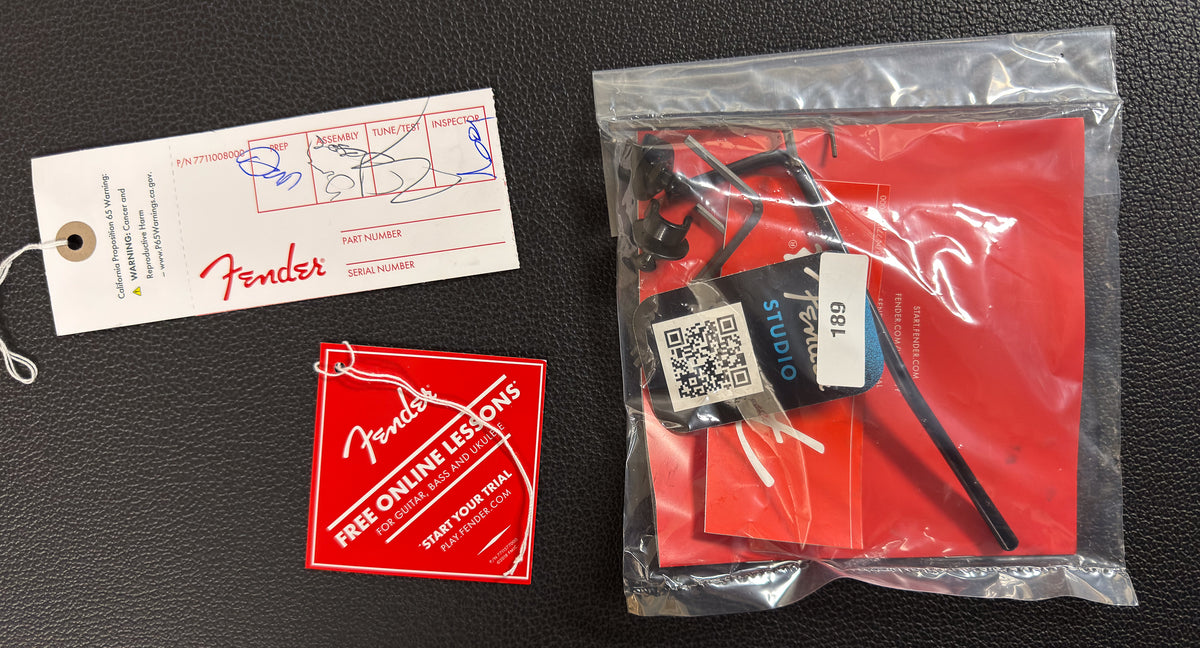 California Proposition 65 Warning:
WARNING: Cancer and
Reproductive Harm
– www.P65Warnings.ca.gov.
P/N 7711008000
PREP
ASSEMBLY
TUNE/TEST
INSPECTOR
PART NUMBER
SERIAL NUMBER
Fender®
Fender
FREE ONLINE LESSONS*
FOR GUITAR, BASS AND UKULELE
START YOUR TRIAL
PLAY.FENDER.COM
Fender
STUDIO
189
START.FENDER.COM
FENDER.COM